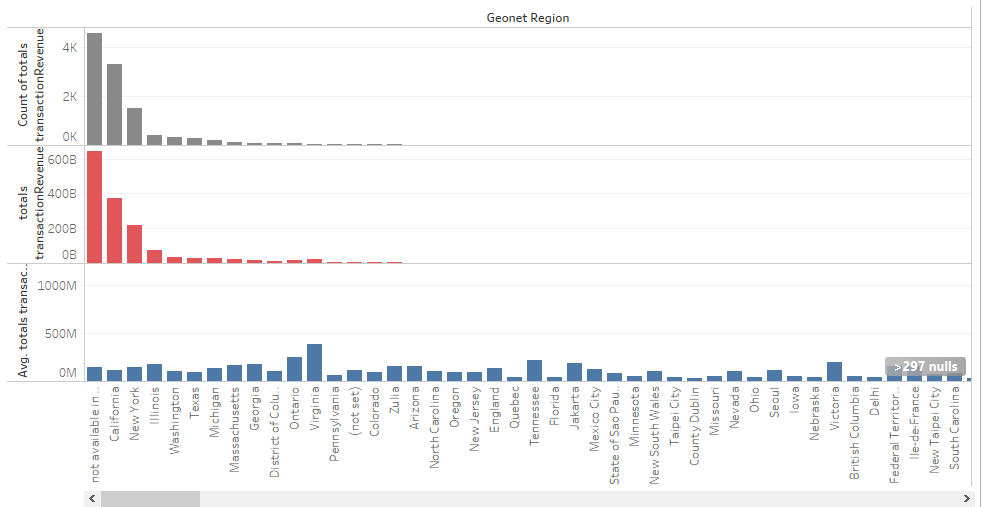 Geonet Region
Count of totals
transactionRevenue
4K
2K
0K
totals
transactionRevenue
600B
400B
200B
0B
Avg. totals transac..
1000M
500M
0M
>297 nulls
not available in..
California
New York
Illinois
Washington
Texas
Michigan
Massachusetts
Georgia
District of Colu..
Ontario
Virginia
Pennsylvania
(not set)
Colorado
Zulia
Arizona
North Carolina
Oregon
New Jersey
England
Quebec
Tennessee
Florida
Jakarta
Mexico City
State of Sao Pau..
Minnesota
New South Wales
Taipei City
County Dublin
Missouri
Nevada
Ohio
Seoul
Iowa
Nebraska
Victoria
British Columbia
Delhi
Federal Territor..
Ile-de-France
New Taipei City
South Carolina